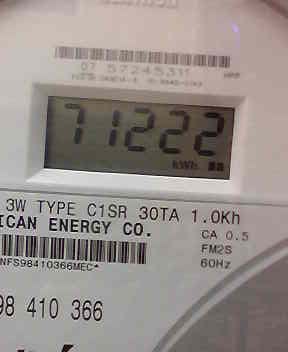 07 57245311
71222
kWh
3W TYPE C1SR 30TA 1.0Kh
ICAN ENERGY CO.
CA 0.5
FM2S
60Hz
NFS98410366MEC*
98 410 366